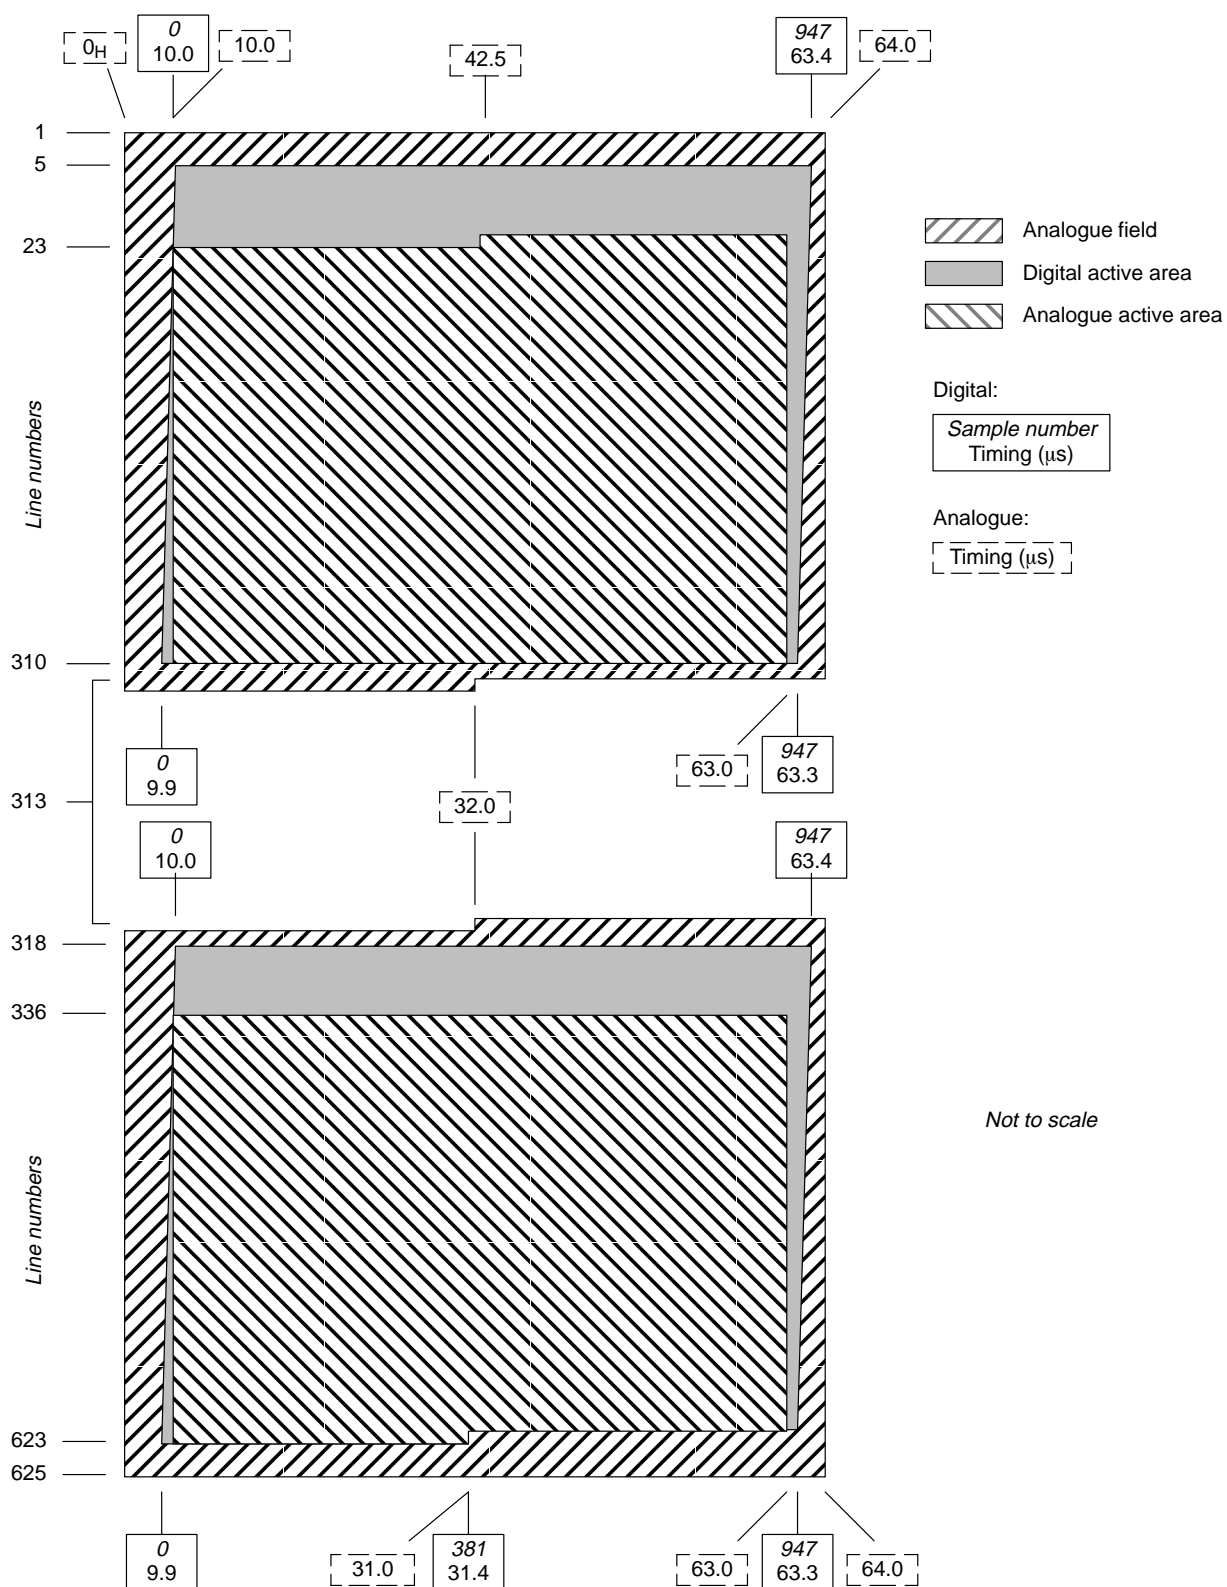 0H
0
10.0
10.0
42.5
947
63.4
64.0
1
5
23
Line numbers
310
Analogue field
Digital active area
Analogue active area
Digital:
Sample number
Timing (μs)
Analogue:
Timing (μs)
0
9.9
63.0
947
63.3
313
32.0
0
10.0
947
63.4
318
336
Line numbers
Not to scale
623
625
0
9.9
31.0
381
31.4
63.0
947
63.3
64.0